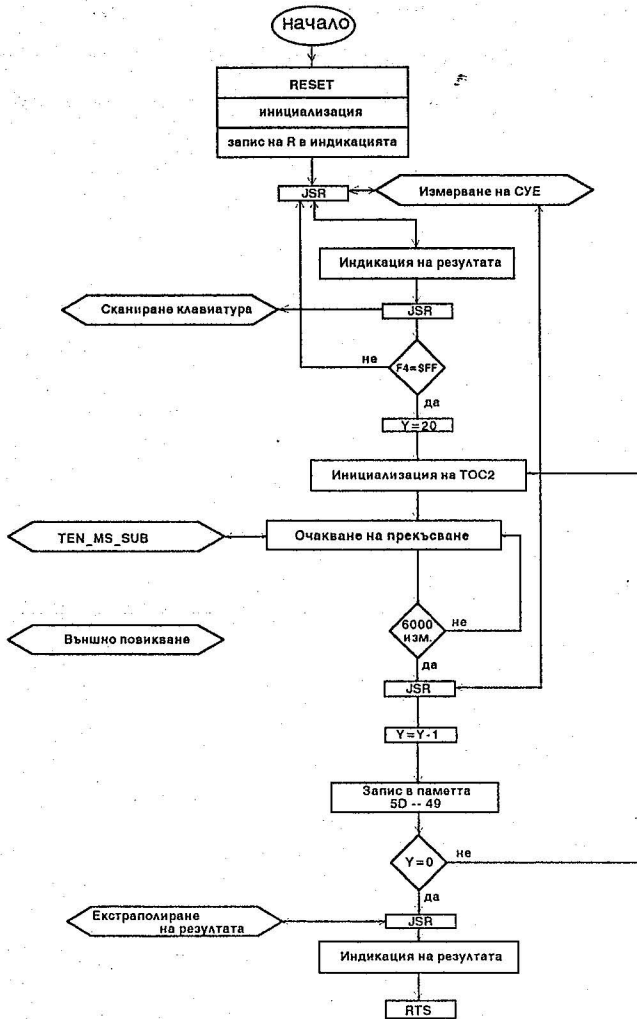 начало
RESET
инициализация
запис на R в индикацията
JSR
Измерване на СУЕ
Индикация на резултата
Сканиране клавиатура
JSR
не
F4=$FF
да
Y=20
Инициализация на TOC2
TEN_MS_SUB
Очакване на прекъсване
Външно повикване
6000
изм.
не
да
JSR
Y=Y-1
Запис в паметта
5D -- 49
Y=0
не
да
Екстраполиране
на резултата
JSR
Индикация на резултата
RTS